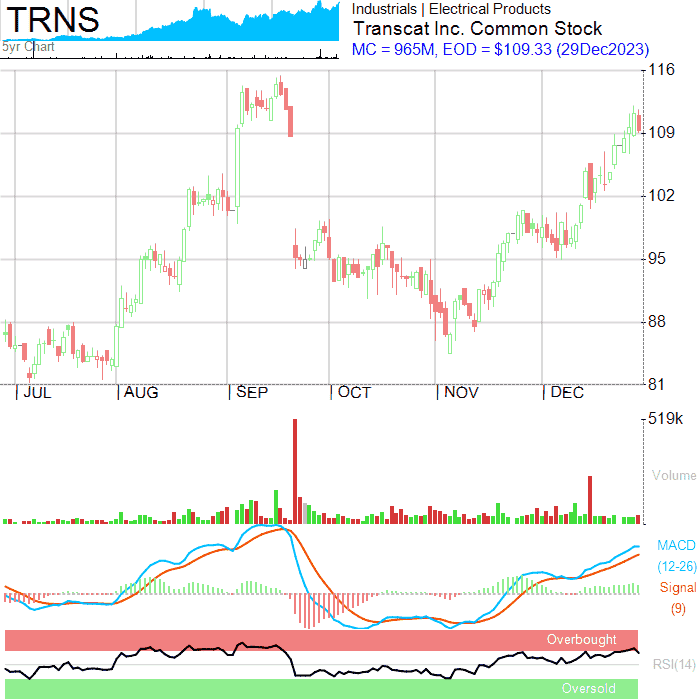 TRNS
5yr Chart
Industrials | Electrical Products
Transcat Inc. Common Stock
MC = 965M, EOD = $109.33 (29Dec2023)
116
109
102
95
88
81
JUL AUG SEP OCT NOV DEC
519k
Volume
MACD
(12-26)
Signal
(9)
Overbought
RSI(14)
Oversold